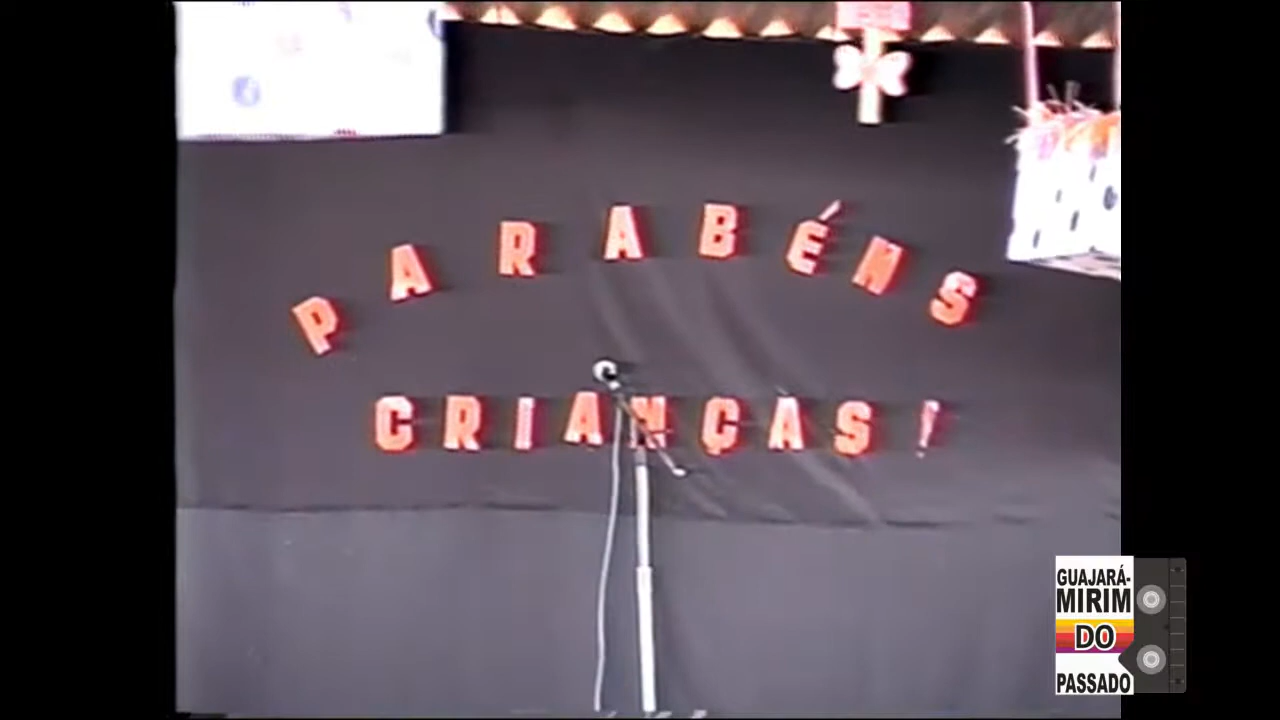 PARABÉNS
CRIANÇAS!
GUAJARÁ-
MIRIM
DO
PASSADO